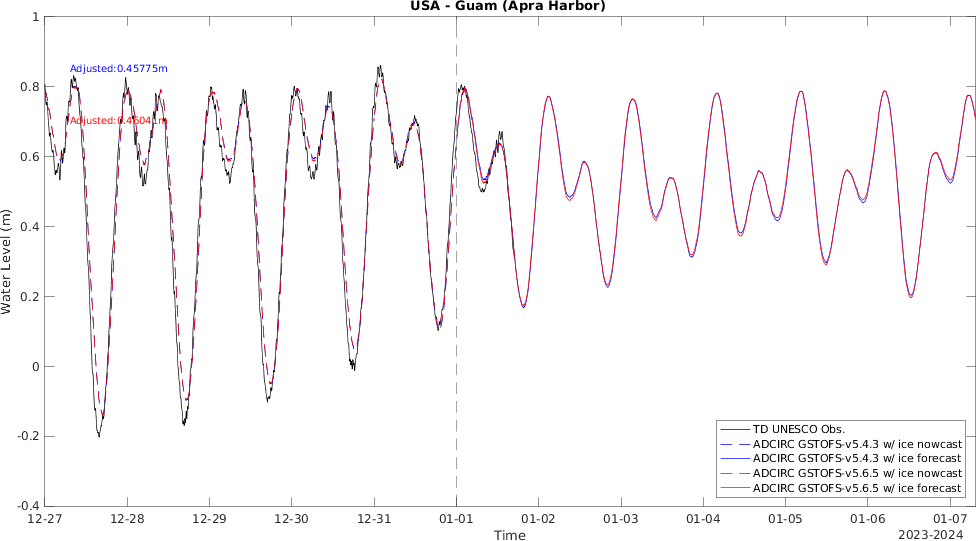 USA - Guam (Apra Harbor)
1
0.8
0.6
0.4
0.2
0
-0.2
-0.4
Water Level (m)
Adjusted:0.45775m
TD UNESCO Obs.
ADCIRC GSTOFS-v5.4.3 w/ ice nowcast
ADCIRC GSTOFS-v5.4.3 w/ ice forecast
ADCIRC GSTOFS-v5.6.5 w/ ice nowcast
ADCIRC GSTOFS-v5.6.5 w/ ice forecast
12-27 12-28 12-29 12-30 12-31 01-01 01-02 01-03 01-04 01-05 01-06 01-07
Time
2023-2024